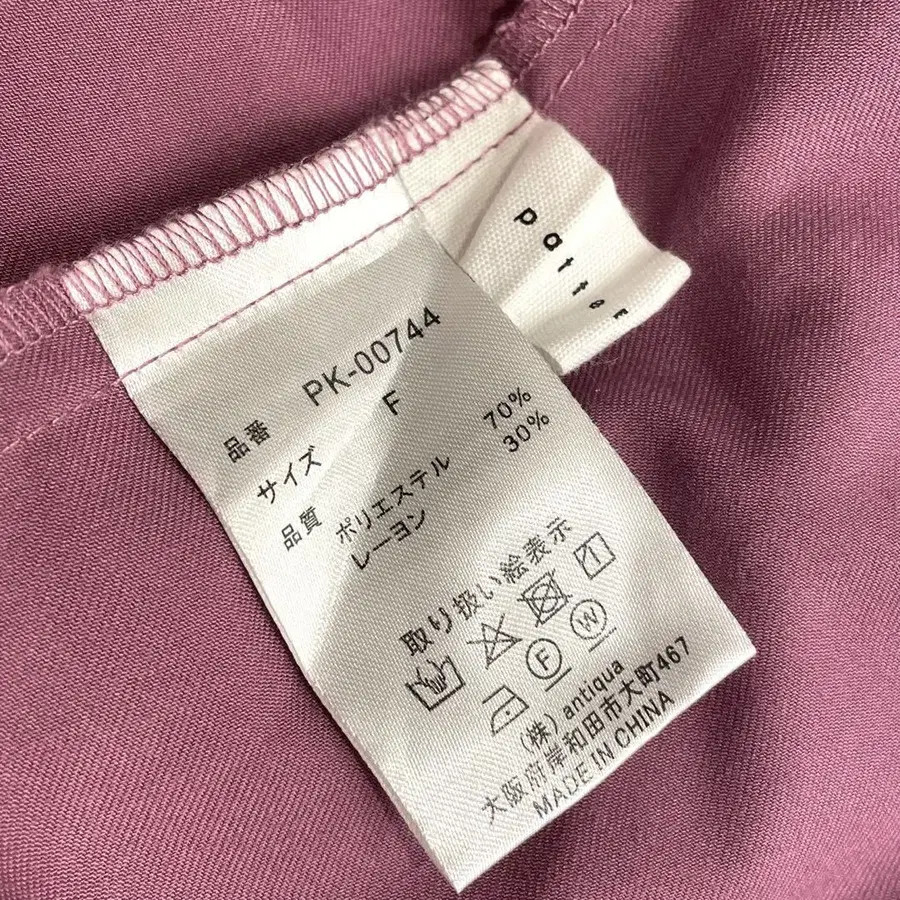 品番 PK-00744
サイズ F
品質 ポリエステル 70%
レーヨン 30%
取り扱い絵表示
F W
(株) antiqua
大阪府岸和田市大町467
MADE IN CHINA